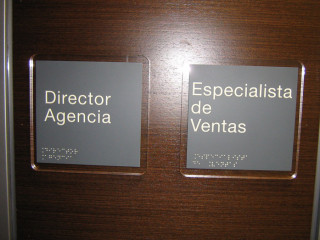 Director
Agencia
Especialista
de
Ventas